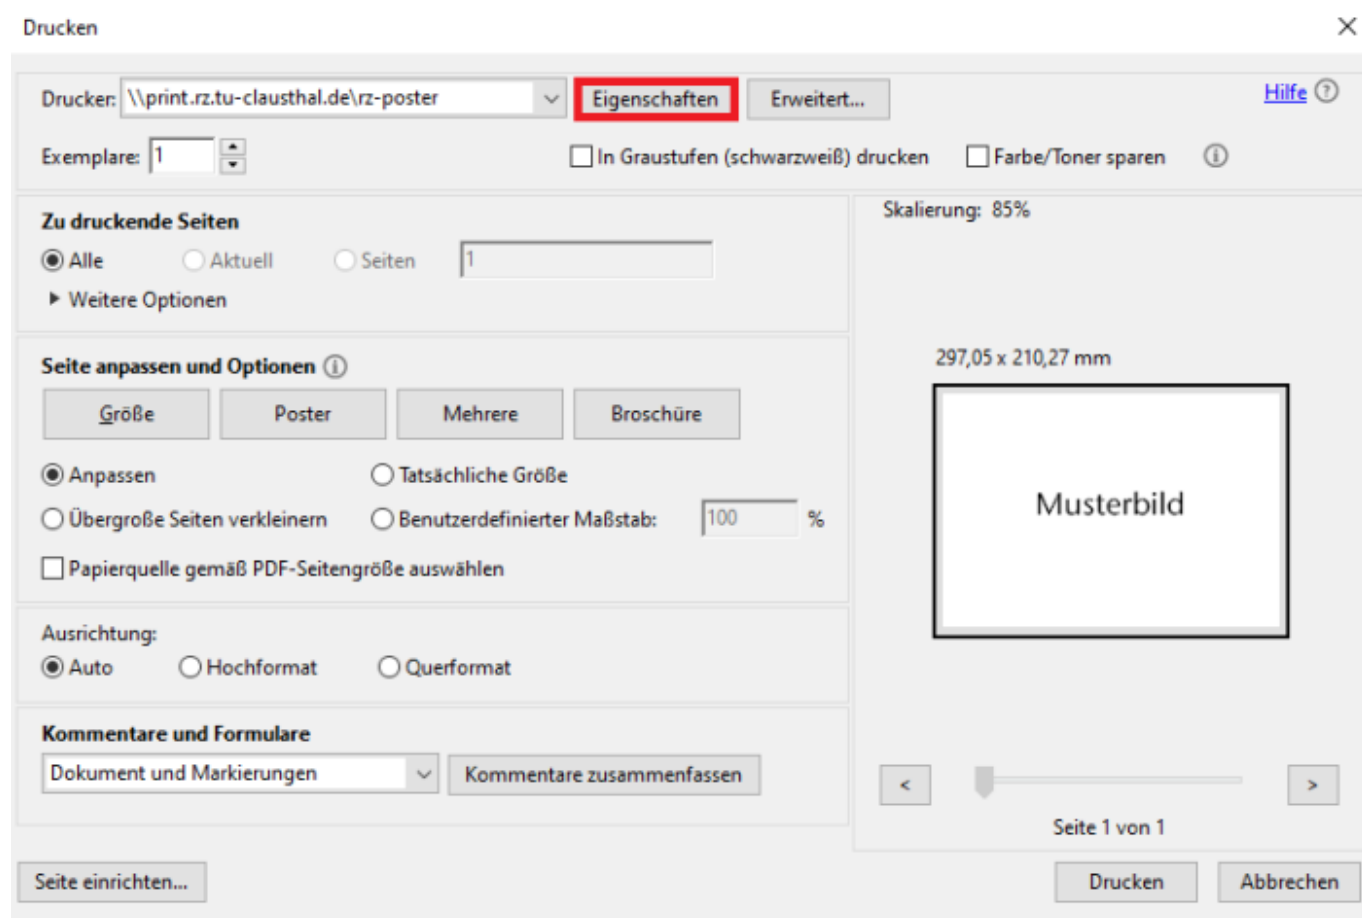 Drucken
Drucker: \\print.rz.tu-clausthal.de\rz-poster Eigenschaften Erweitert... Hilfe
Exemplare: 1 In Graustufen (schwarzweiß) drucken Farbe/Toner sparen
Zu druckende Seiten
Alle Aktuell Seiten 1
Weitere Optionen
Seite anpassen und Optionen
Größe Poster Mehrere Broschüre
Anpassen Tatsächliche Größe
Übergroße Seiten verkleinern Benutzerdefinierter Maßstab: 100 %
Papierquelle gemäß PDF-Seitengröße auswählen
Ausrichtung:
Auto Hochformat Querformat
Kommentare und Formulare
Dokument und Markierungen Kommentare zusammenfassen
Skalierung: 85%
297,05 x 210,27 mm
Musterbild
< >
Seite 1 von 1
Seite einrichten... Drucken Abbrechen